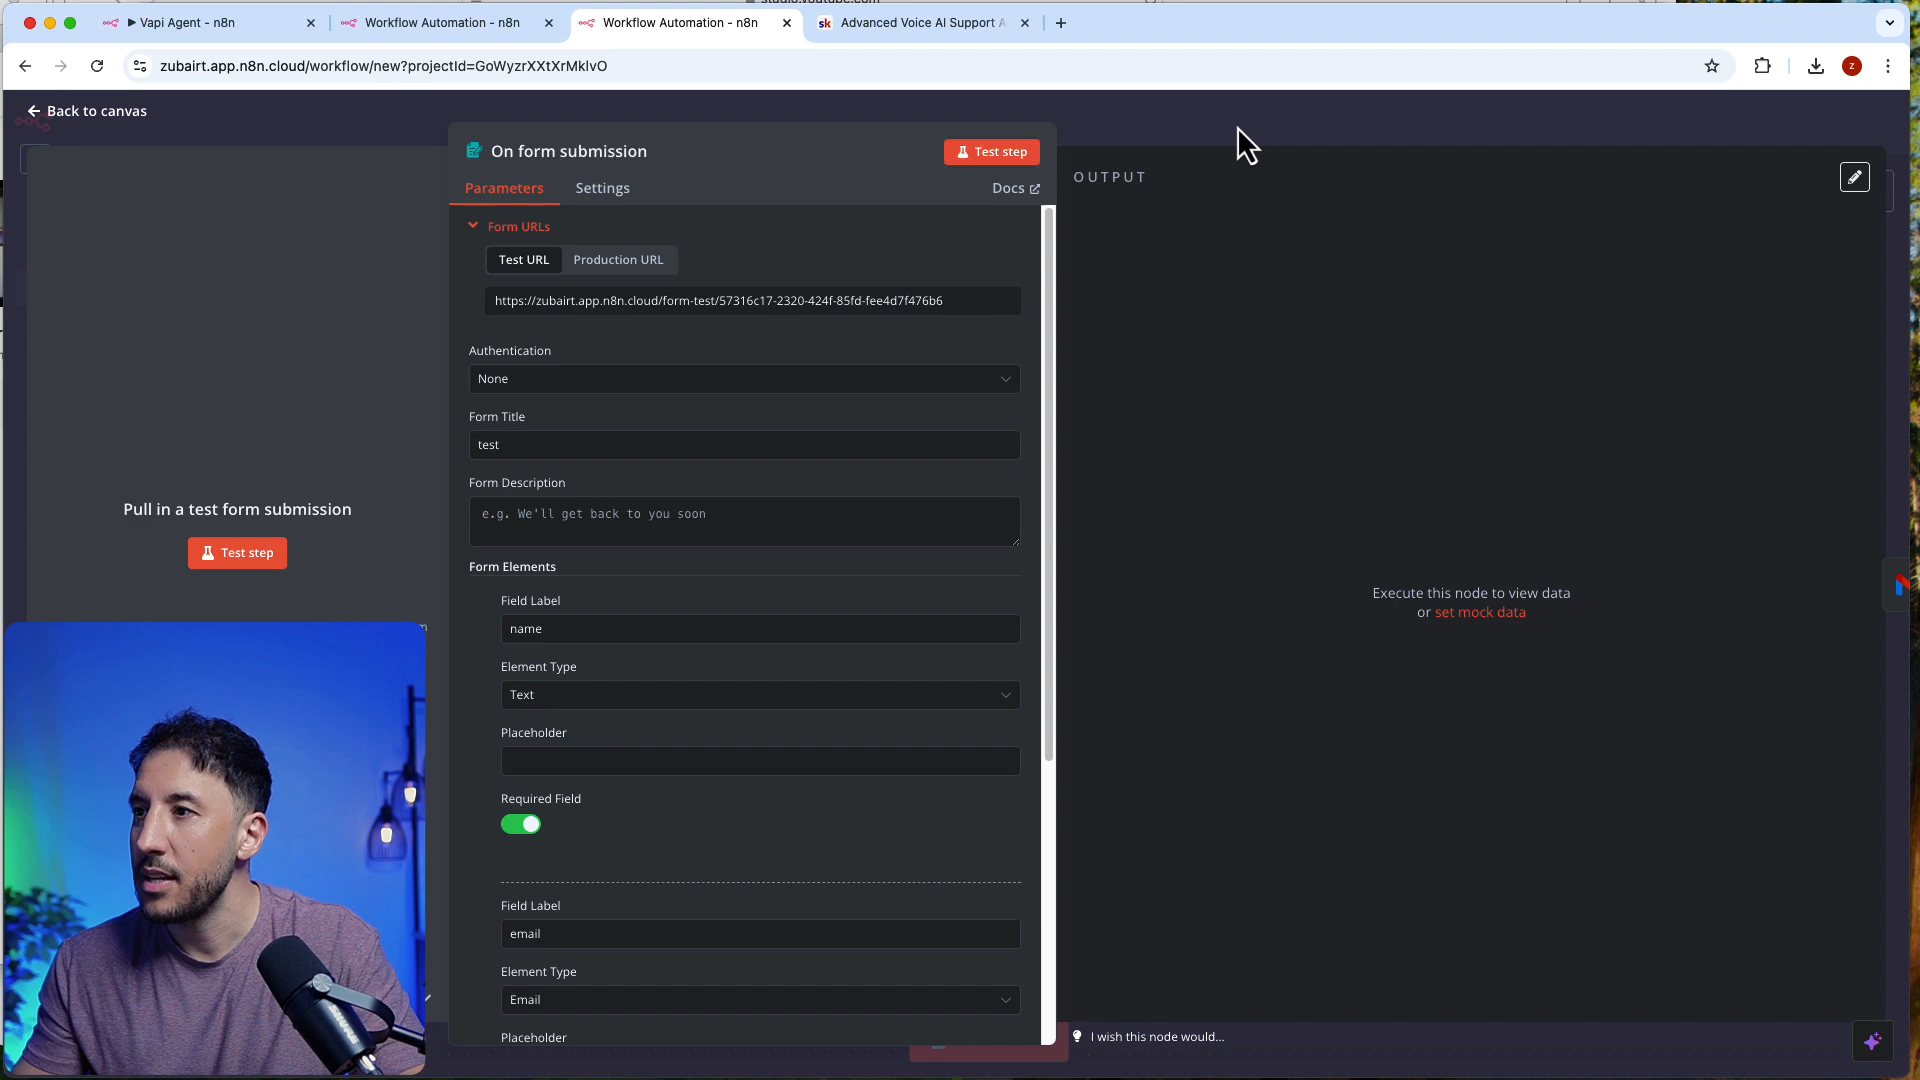 Vapi Agent - n8n
Workflow Automation - n8n
Workflow Automation - n8n
sk Advanced Voice AI Support A
zubairt.app.n8n.cloud/workflow/new?projectId=GoWyzrXXtXrMklvO
z
Back to canvas
On form submission
Test step
Parameters
Settings
Docs
OUTPUT
Form URLs
Test URL
Production URL
https://zubairt.app.n8n.cloud/form-test/57316c17-2320-424f-85fd-fee4d7f476b6
Authentication
None
Form Title
test
Form Description
e.g. We'll get back to you soon
Pull in a test form submission
Test step
Form Elements
Field Label
name
Element Type
Text
Placeholder
Required Field
Field Label
email
Element Type
Email
Placeholder
Execute this node to view data
or set mock data
I wish this node would...
SHURE